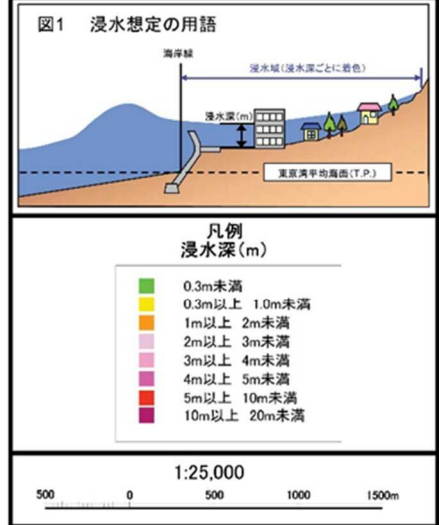 図1 浸水想定の用語
海岸線
浸水域(浸水深ごとに着色)
浸水深(m)
東京湾平均海面(T.P.)
凡例
浸水深(m)
0.3m未満
0.3m以上 1.0m未満
1m以上 2m未満
2m以上 3m未満
3m以上 4m未満
4m以上 5m未満
5m以上 10m未満
10m以上 20m未満
1:25,000
500 0 500 1000 1500m